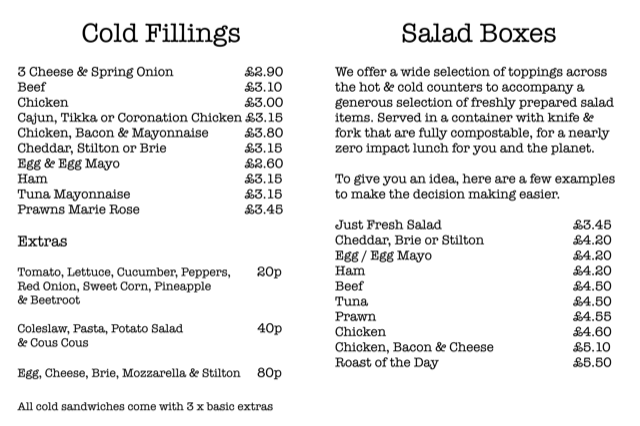 Cold Fillings
3 Cheese & Spring Onion £2.90
Beef £3.10
Chicken £3.00
Cajun, Tikka or Coronation Chicken £3.15
Chicken, Bacon & Mayonnaise £3.80
Cheddar, Stilton or Brie £3.15
Egg & Egg Mayo £2.60
Ham £3.15
Tuna Mayonnaise £3.15
Prawns Marie Rose £3.45
Extras
Tomato, Lettuce, Cucumber, Peppers, 20p
Red Onion, Sweet Corn, Pineapple
& Beetroot
Coleslaw, Pasta, Potato Salad 40p
& Cous Cous
Egg, Cheese, Brie, Mozzarella & Stilton 80p
All cold sandwiches come with 3 x basic extras
Salad Boxes
We offer a wide selection of toppings across
the hot & cold counters to accompany a
generous selection of freshly prepared salad
items. Served in a container with knife &
fork that are fully compostable, for a nearly
zero impact lunch for you and the planet.
To give you an idea, here are a few examples
to make the decision making easier.
Just Fresh Salad £3.45
Cheddar, Brie or Stilton £4.20
Egg / Egg Mayo £4.20
Ham £4.20
Beef £4.50
Tuna £4.50
Prawn £4.55
Chicken £4.60
Chicken, Bacon & Cheese £5.10
Roast of the Day £5.50